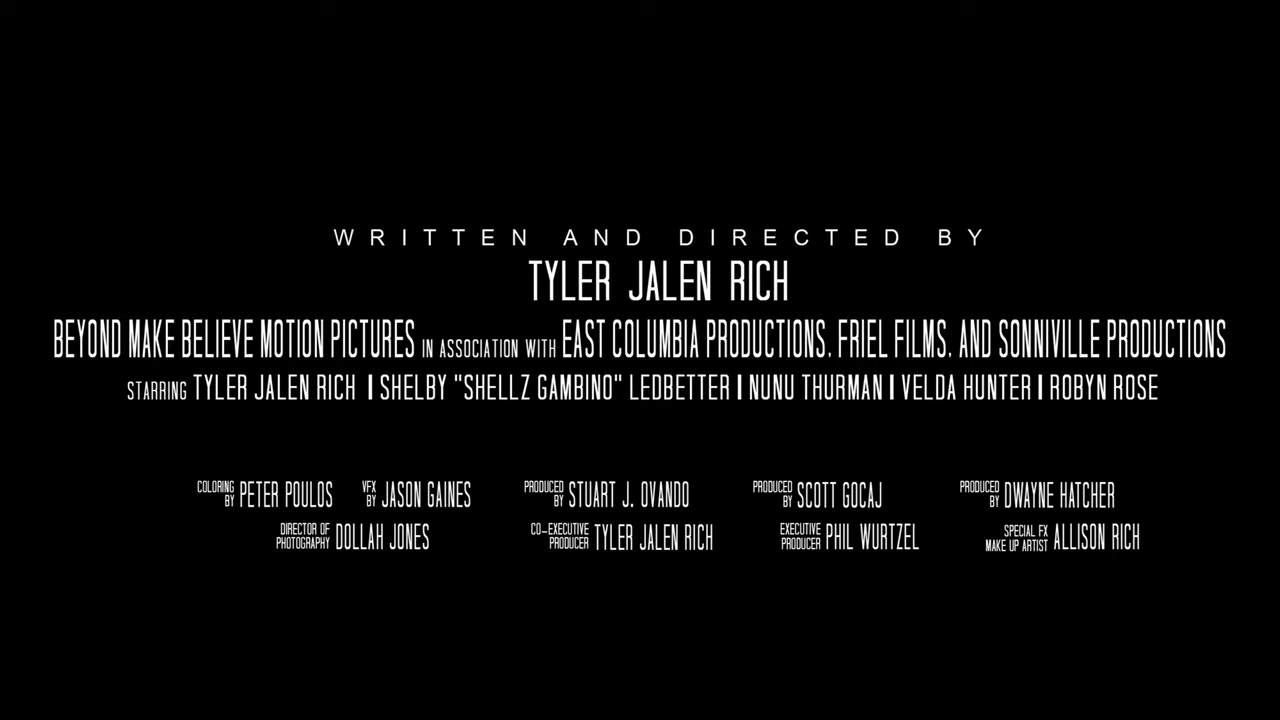 WRITTEN AND DIRECTED BY
TYLER JALEN RICH
BEYOND MAKE BELIEVE MOTION PICTURES IN ASSOCIATION WITH EAST COLUMBIA PRODUCTIONS, FRIEL FILMS, AND SONNIVILLE PRODUCTIONS
STARRING TYLER JALEN RICH | SHELBY "SHELLZ GAMBINO" LEDBETTER | NUNU THURMAN | VELDA HUNTER | ROBYN ROSE
COLORING BY PETER POULOS VFX BY JASON GAINES PRODUCED BY STUART J. OVANDO PRODUCED BY SCOTT GOCAJ PRODUCED BY DWAYNE HATCHER
DIRECTOR OF PHOTOGRAPHY DOLLAH JONES CO-EXECUTIVE PRODUCER TYLER JALEN RICH EXECUTIVE PRODUCER PHIL WURTZEL SPECIAL FX MAKE UP ARTIST ALLISON RICH